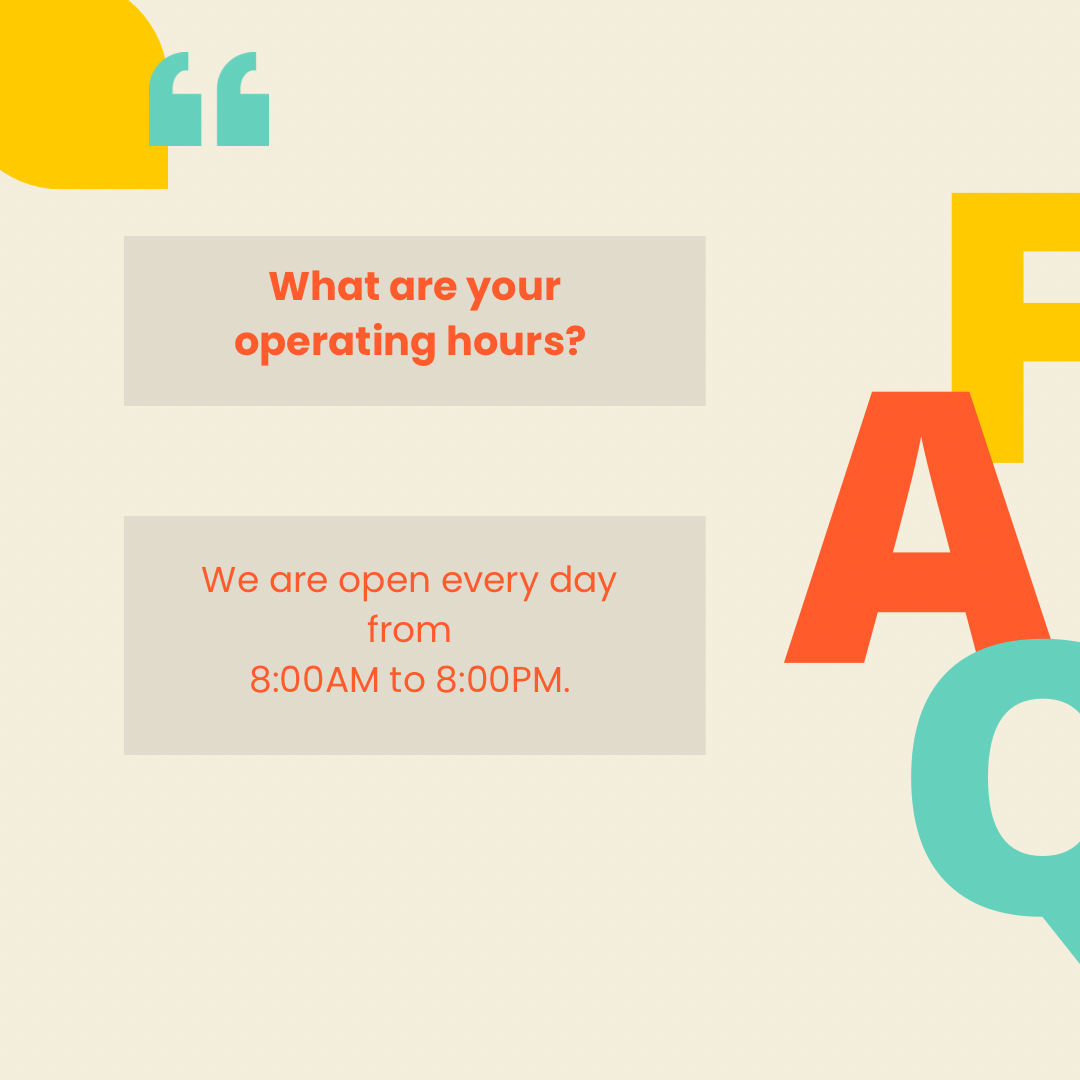 What are your
operating hours?
We are open every day
from
8:00AM to 8:00PM.
F
A
Q